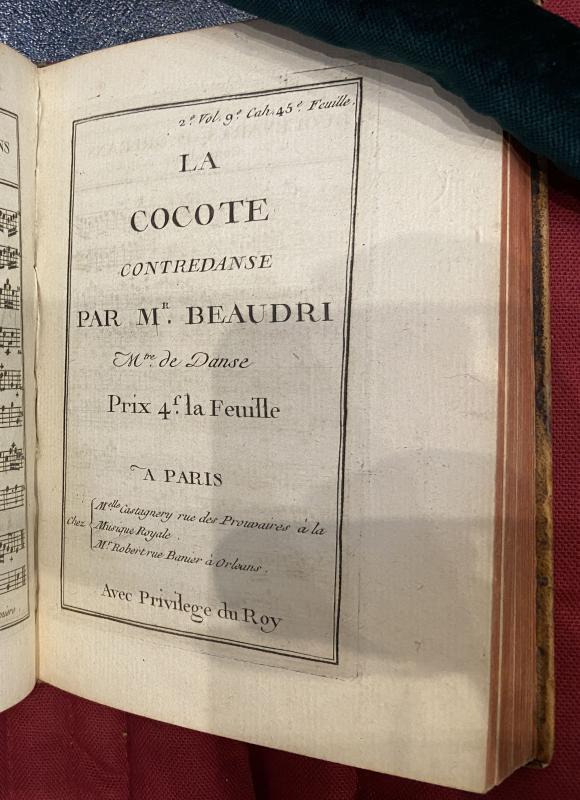 NS
2.e Vol. 9.e Cah. 45.e Feuille.
LA
COCOTE
CONTREDANSE
PAR M.R BEAUDRI
M.tre de Danse
Prix 4.f la Feuille
A PARIS
Chez
M.elle Castagnery rue des Prouvaires à la
Musique Royale.
M.r Robert rue Banier à Orleans.
Avec Privilege du Roy